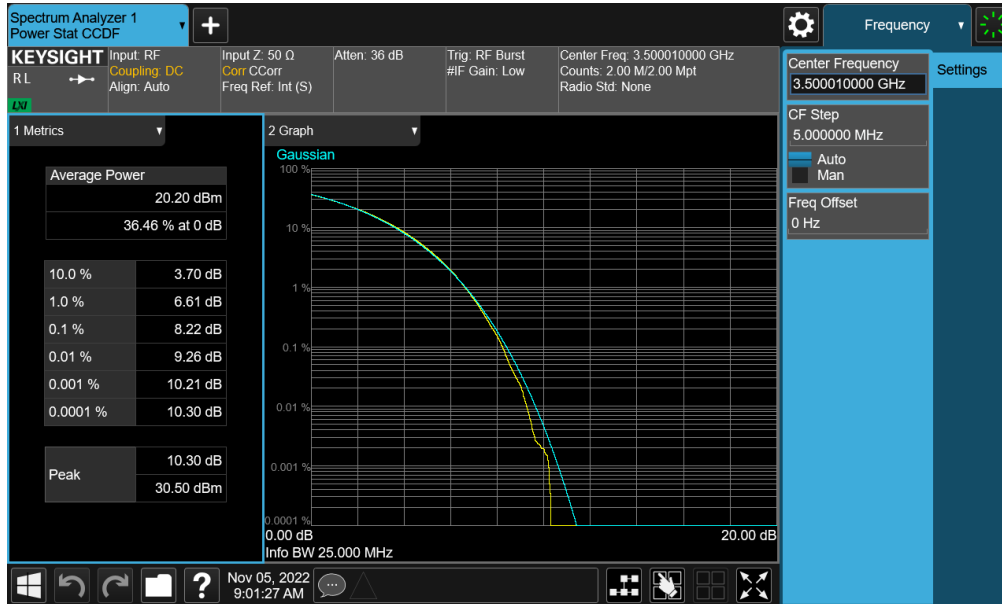 Spectrum Analyzer 1
Power Stat CCDF
Frequency
KEYSIGHT
R L
LXI
Input: RF
Coupling: DC
Align: Auto
Input Z: 50 Ω
Corr CCorr
Freq Ref: Int (S)
Atten: 36 dB
Trig: RF Burst
#IF Gain: Low
Center Freq: 3.500010000 GHz
Counts: 2.00 M/2.00 Mpt
Radio Std: None
Center Frequency
3.500010000 GHz
Settings
CF Step
5.000000 MHz
Auto
Man
Freq Offset
0 Hz
1 Metrics
Average Power
20.20 dBm
36.46 % at 0 dB
10.0 % 3.70 dB
1.0 % 6.61 dB
0.1 % 8.22 dB
0.01 % 9.26 dB
0.001 % 10.21 dB
0.0001 % 10.30 dB
Peak
10.30 dB
30.50 dBm
2 Graph
Gaussian
100 %
10 %
1 %
0.1 %
0.01 %
0.001 %
0.0001 %
0.00 dB 20.00 dB
Info BW 25.000 MHz
?
Nov 05, 2022
9:01:27 AM